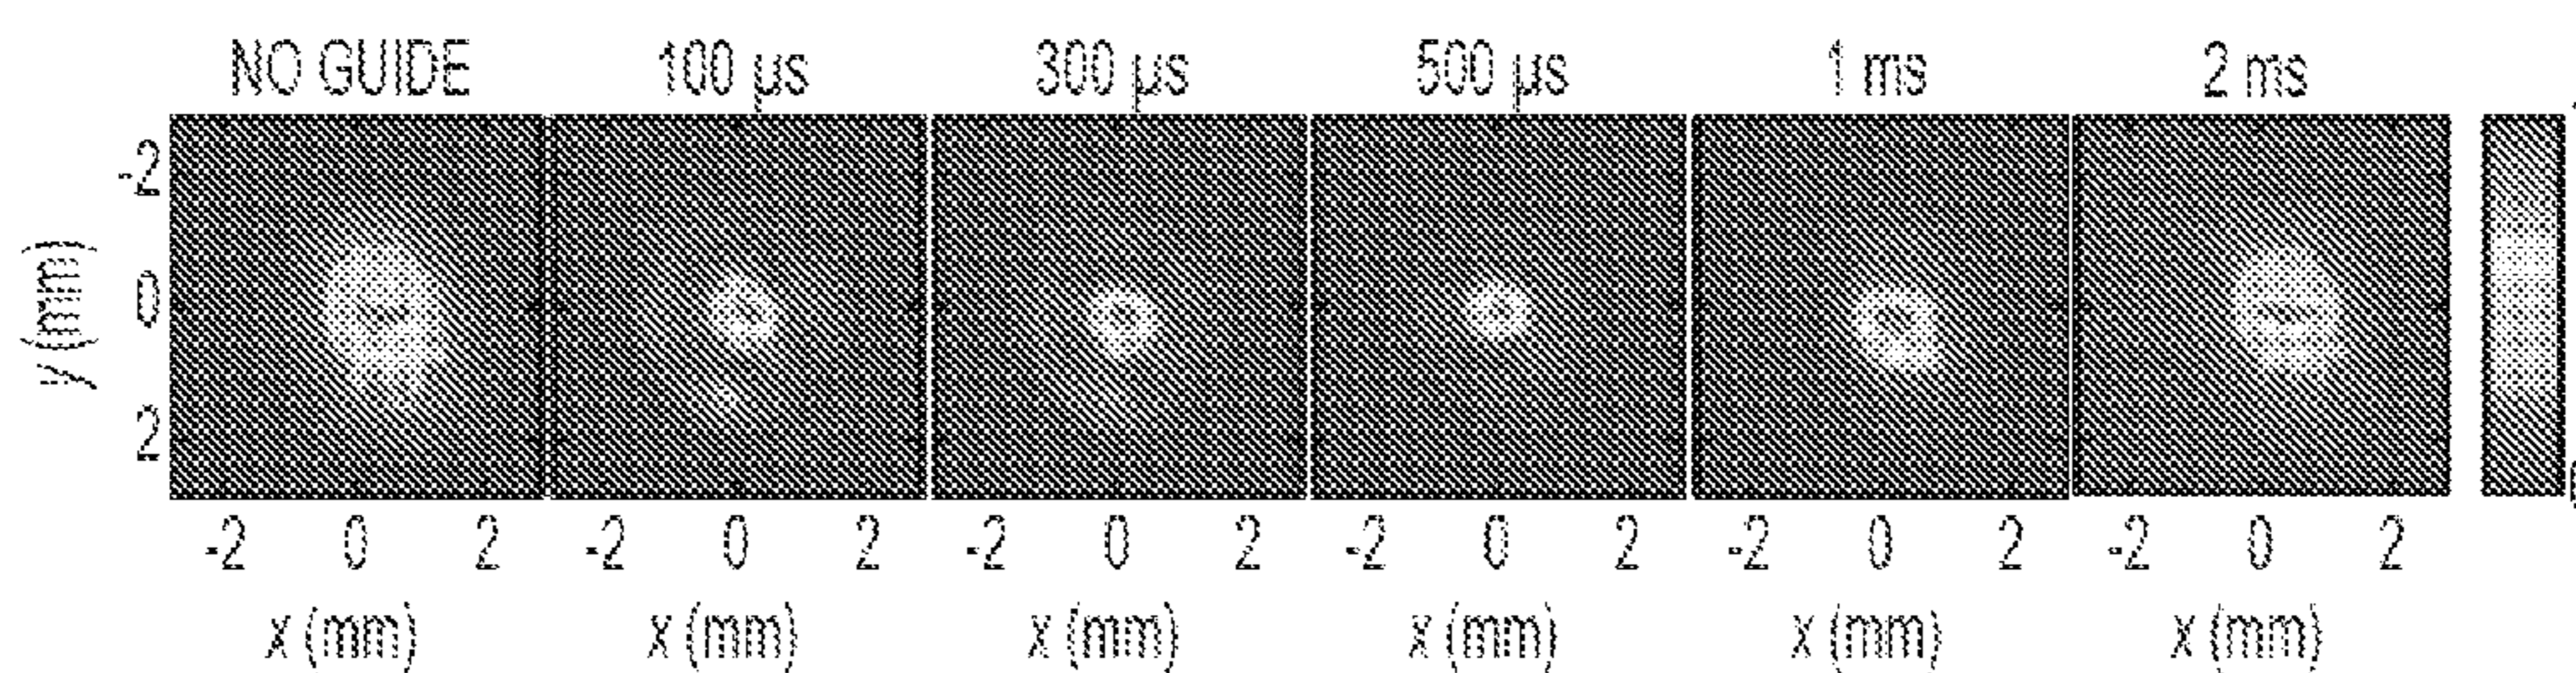 NO GUIDE 100 µs 300 µs 500 µs 1 ms 2 ms
-2
0
2
y (mm)
-2 0 2 -2 0 2 -2 0 2 -2 0 2 -2 0 2 -2 0 2
x (mm) x (mm) x (mm) x (mm) x (mm) x (mm)